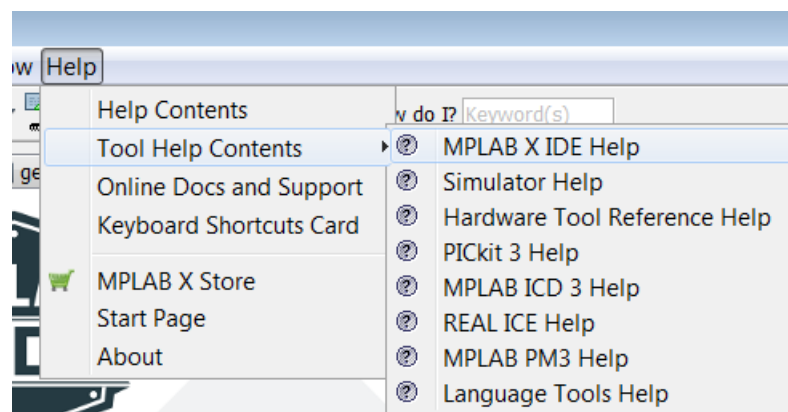 ow Help
Help Contents
Tool Help Contents
Online Docs and Support
Keyboard Shortcuts Card
MPLAB X Store
Start Page
About
w do I? Keyword(s)
MPLAB X IDE Help
Simulator Help
Hardware Tool Reference Help
PICkit 3 Help
MPLAB ICD 3 Help
REAL ICE Help
MPLAB PM3 Help
Language Tools Help
ge